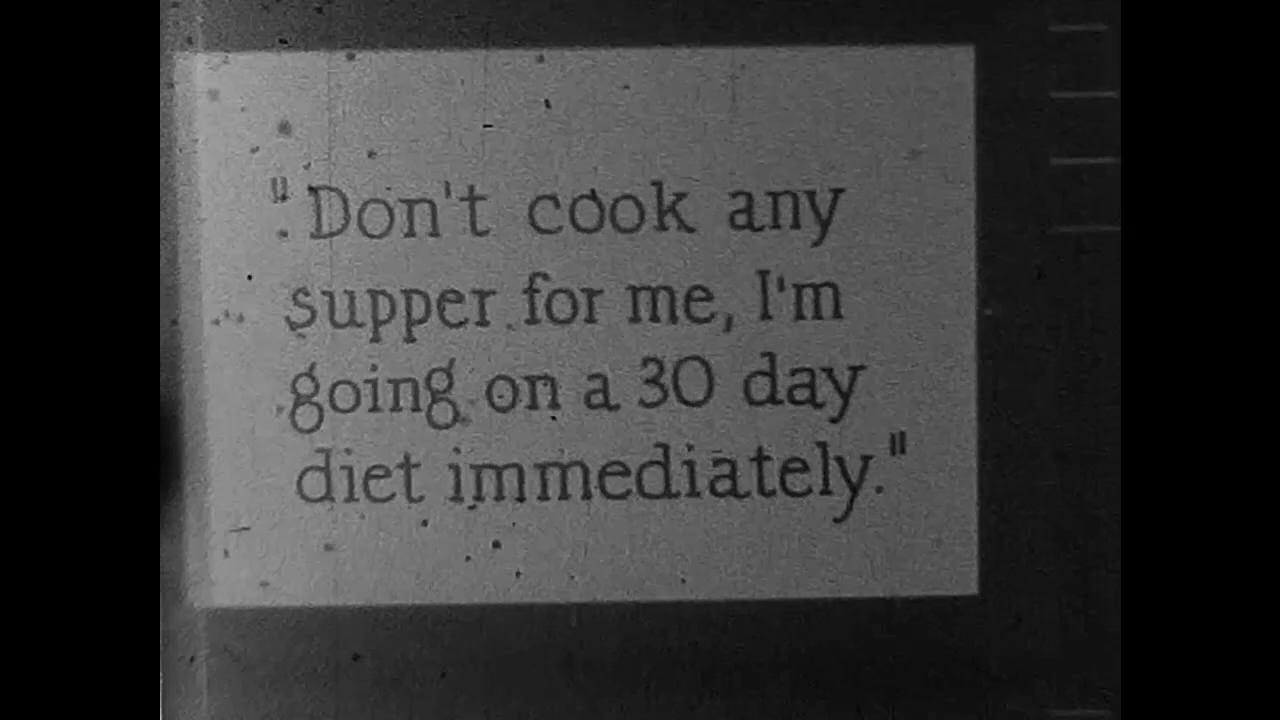 "Don't cook any
supper for me, I'm
going on a 30 day
diet immediately."